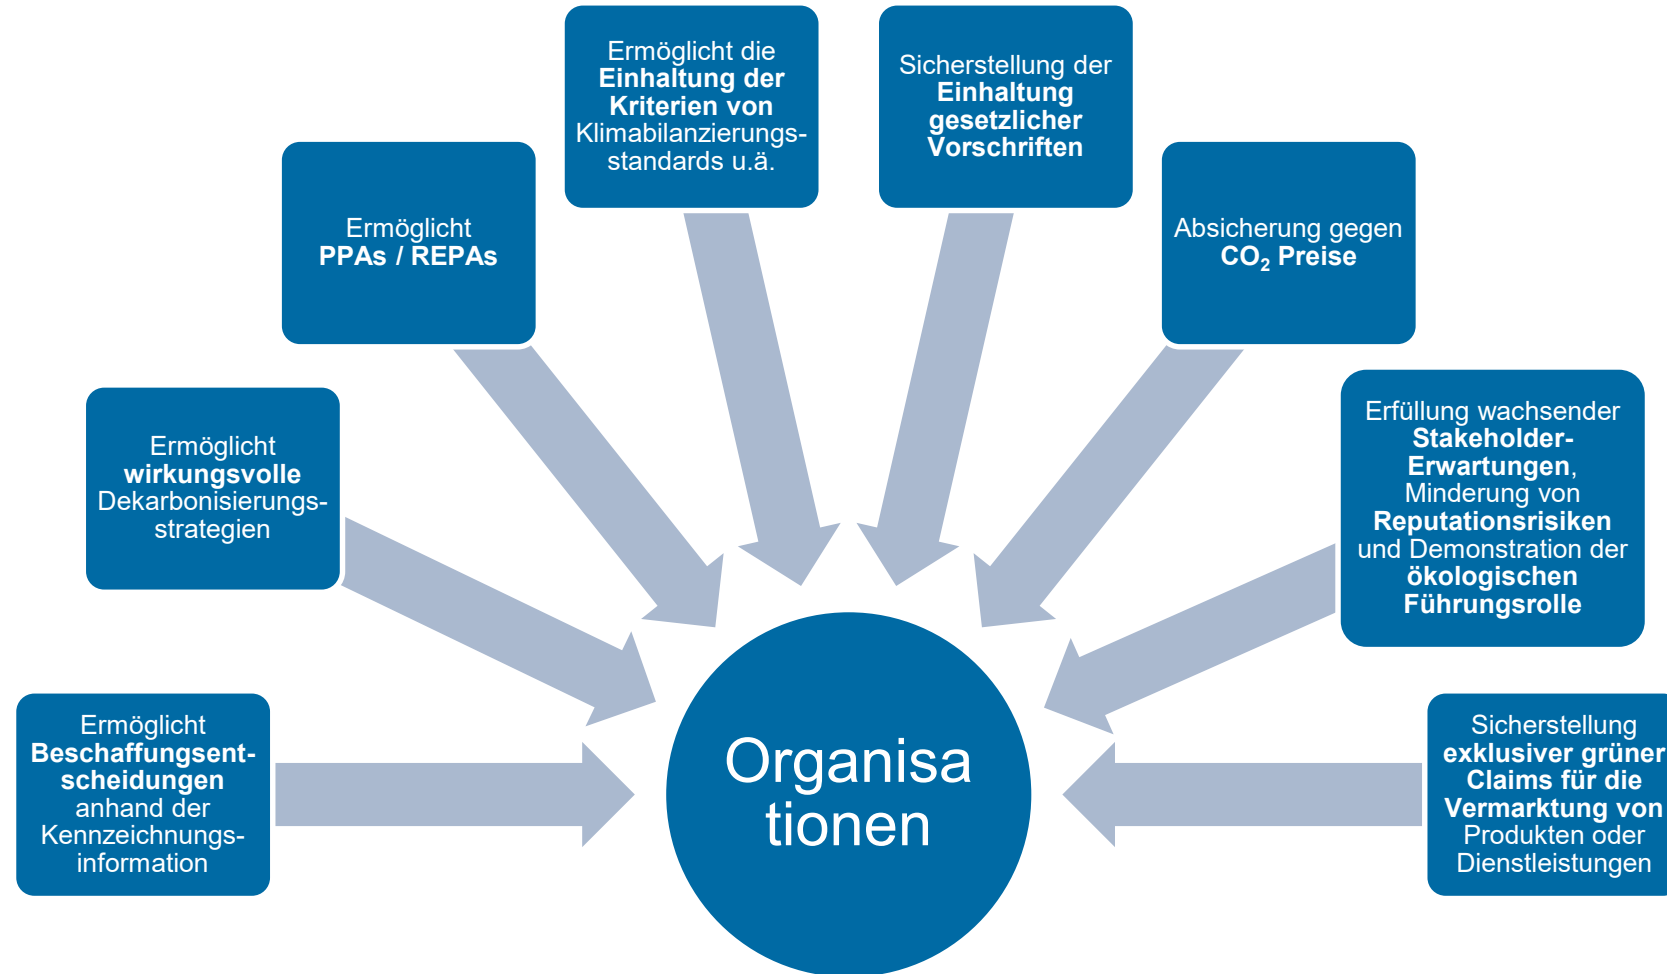 Ermöglicht die
Einhaltung der
Kriterien von
Klimabilanzierungs-
standards u.ä.
Sicherstellung der
Einhaltung
gesetzlicher
Vorschriften
Ermöglicht
PPAs / REPAs
Absicherung gegen
CO₂ Preise
Ermöglicht
wirkungsvolle
Dekarbonisierungs-
strategien
Erfüllung wachsender
Stakeholder-
Erwartungen,
Minderung von
Reputationsrisiken
und Demonstration der
ökologischen
Führungsrolle
Ermöglicht
Beschaffungsent-
scheidungen
anhand der
Kennzeichnungs-
information
Organisa
tionen
Sicherstellung
exklusiver grüner
Claims für die
Vermarktung von
Produkten oder
Dienstleistungen